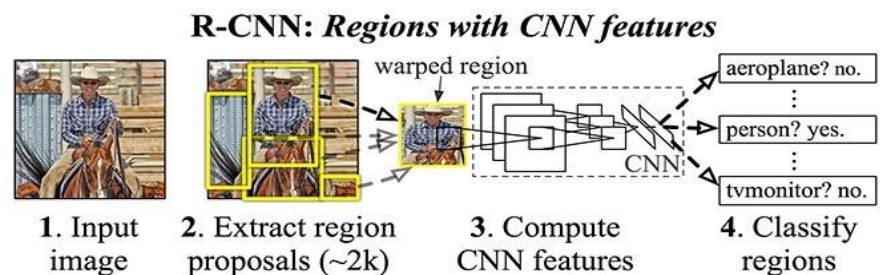 R-CNN: Regions with CNN features
warped region
aeroplane? no.
person? yes.
tvmonitor? no.
CNN
1. Input
image
2. Extract region
proposals (~2k)
3. Compute
CNN features
4. Classify
regions